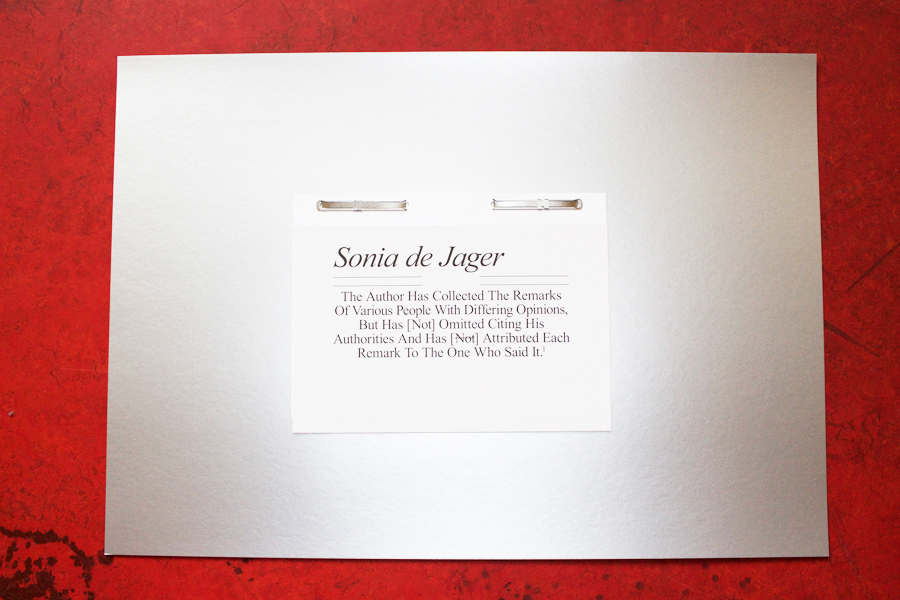 Sonia de Jager
The Author Has Collected The Remarks
Of Various People With Differing Opinions,
But Has [Not] Omitted Citing His
Authorities And Has [Not] Attributed Each
Remark To The One Who Said It.¹